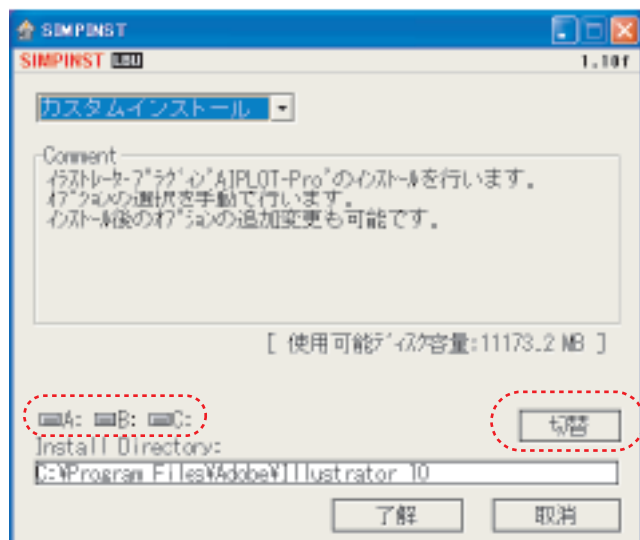 SIMPINST
SIMPINST LBU 1.10f
カスタムインストール
Comment
イラストレータ-プラグイン"AIPLOT-Pro"のインストールを行います。
オプションの選択を手動で行います。
インストール後のオプションの追加変更も可能です。
[ 使用可能ディスク容量:11173.2 MB ]
A: B: C: 切替
Install Directory:
C:¥Program Files¥Adobe¥Illustrator 10
了解 取消